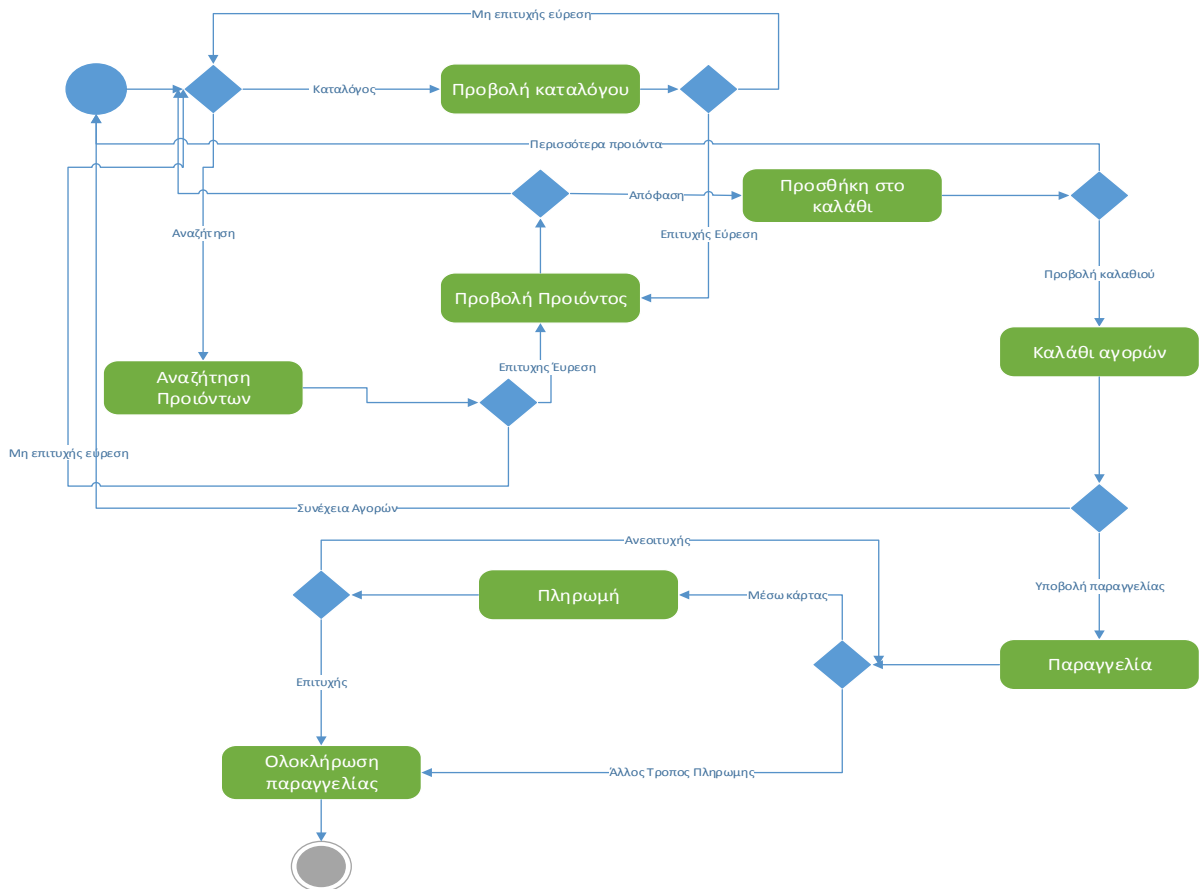 Μη επιτυχής εύρεση
Καταλόγος
Προβολή καταλόγου
Περισσότερα προιόντα
Απόφαση
Προσθήκη στο
καλάθι
Αναζήτηση
Επιτυχής Εύρεση
Προβολή καλαθιού
Προβολή Προιόντος
Καλάθι αγορών
Επιτυχης Έυρεση
Αναζήτηση
Προιόντων
Μη επιτυχής εύρεση
Συνέχεια Αγορών
Ανεοιτυχής
Υποβολή παραγγελίας
Πληρωμή
Μέσω κάρτας
Παραγγελία
Επιτυχής
Ολοκλήρωση
παραγγελίας
Άλλος Τροπος Πληρωμης